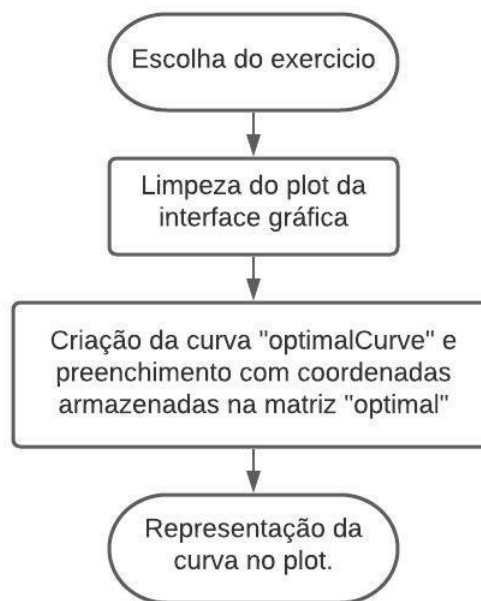 Escolha do exercicio
Limpeza do plot da
interface gráfica
Criação da curva "optimalCurve" e
preenchimento com coordenadas
armazenadas na matriz "optimal"
Representação da
curva no plot.